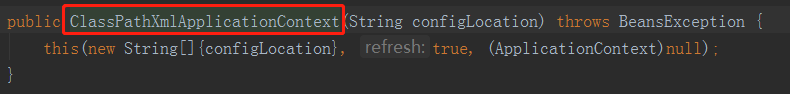 public ClassPathXmlApplicationContext(String configLocation) throws BeansException {
this(new String[]{configLocation}, refresh: true, (ApplicationContext)null);
}